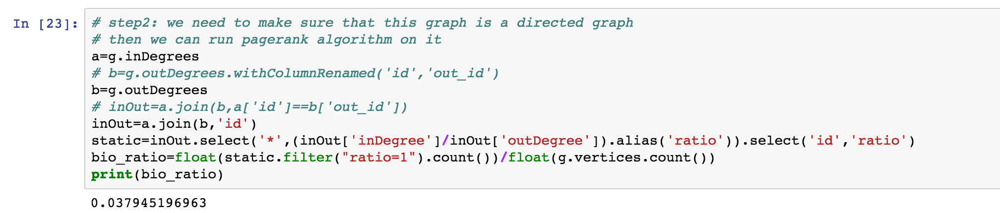 In [23]:
# step2: we need to make sure that this graph is a directed graph
# then we can run pagerank algorithm on it
a=g.inDegrees
# b=g.outDegrees.withColumnRenamed('id','out_id')
b=g.outDegrees
# inOut=a.join(b,a['id']==b['out_id'])
inOut=a.join(b,'id')
static=inOut.select('*',(inOut['inDegree']/inOut['outDegree']).alias('ratio')).select('id','ratio')
bio_ratio=float(static.filter("ratio=1").count())/float(g.vertices.count())
print(bio_ratio)
0.037945196963